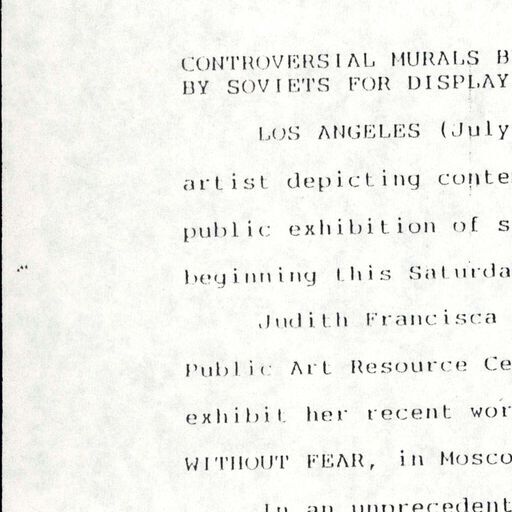 CONTROVERSIAL MURALS B
BY SOVIETS FOR DISPLAY
LOS ANGELES (July
artist depicting conte
public exhibition of s
beginning this Saturda
Judith Francisca
Public Art Resource Ce
exhibit her recent wor
WITHOUT FEAR, in Mosco
In an unprecedent